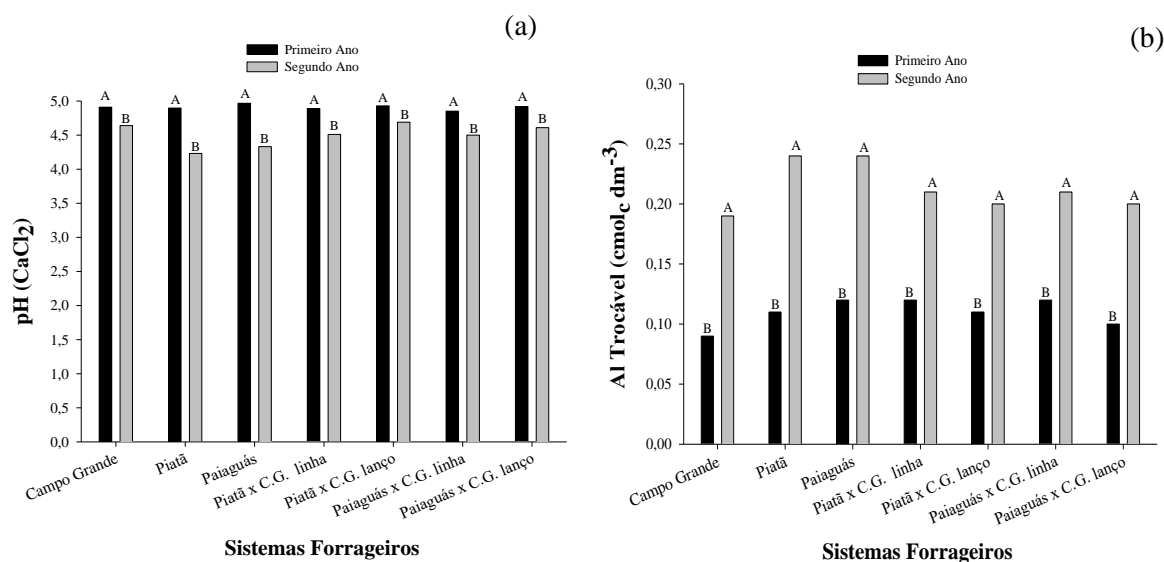 (a)
Primeiro Ano
Segundo Ano
A A A A A A A
B B B B B B B
5,0
4,5
4,0
3,5
3,0
2,5
2,0
1,5
1,0
0,5
0,0
pH (CaCl2)
Campo Grande
Piatã
Paiaguás
Piatã x C.G. linha
Piatã x C.G. lanço
Paiaguás x C.G. linha
Paiaguás x C.G. lanço
Sistemas Forrageiros
(b)
Primeiro Ano
Segundo Ano
A A A A A A A
B B B B B B B
0,30
0,25
0,20
0,15
0,10
0,05
0,00
Al Trocável (cmolc dm-3)
Campo Grande
Piatã
Paiaguás
Piatã x C.G. linha
Piatã x C.G. lanço
Paiaguás x C.G. linha
Paiaguás x C.G. lanço
Sistemas Forrageiros